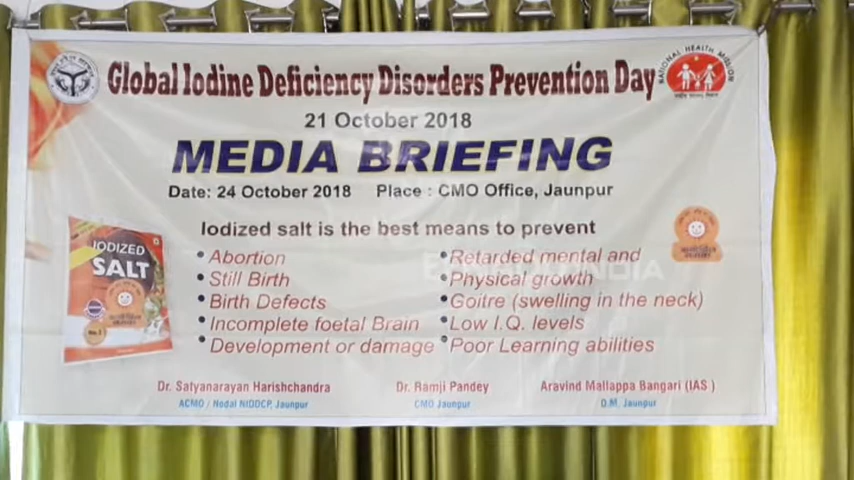 Global Iodine Deficiency Disorders Prevention Day
NATIONAL HEALTH MISSION
21 October 2018
MEDIA BRIEFING
Date: 24 October 2018 Place : CMO Office, Jaunpur
Iodized salt is the best means to prevent
IODIZED
SALT
• Abortion
• Still Birth
• Birth Defects
• Incomplete foetal Brain
• Development or damage
• Retarded mental and
• Physical growth
• Goitre (swelling in the neck)
• Low I.Q. levels
• Poor Learning abilities
Dr. Satyanarayan Harishchandra
ACMO / Nodal NIDDCP, Jaunpur
Dr. Ramji Pandey
CMO Jaunpur
Aravind Mallappa Bangari (IAS )
D.M. Jaunpur